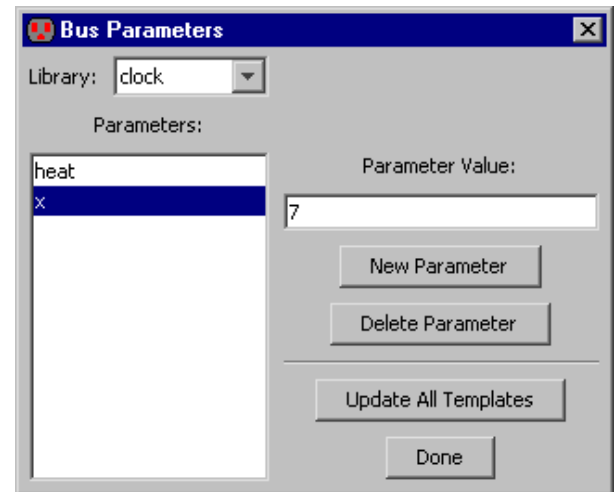 Bus Parameters
Library: clock
Parameters:
heat
x
Parameter Value:
7
New Parameter
Delete Parameter
Update All Templates
Done